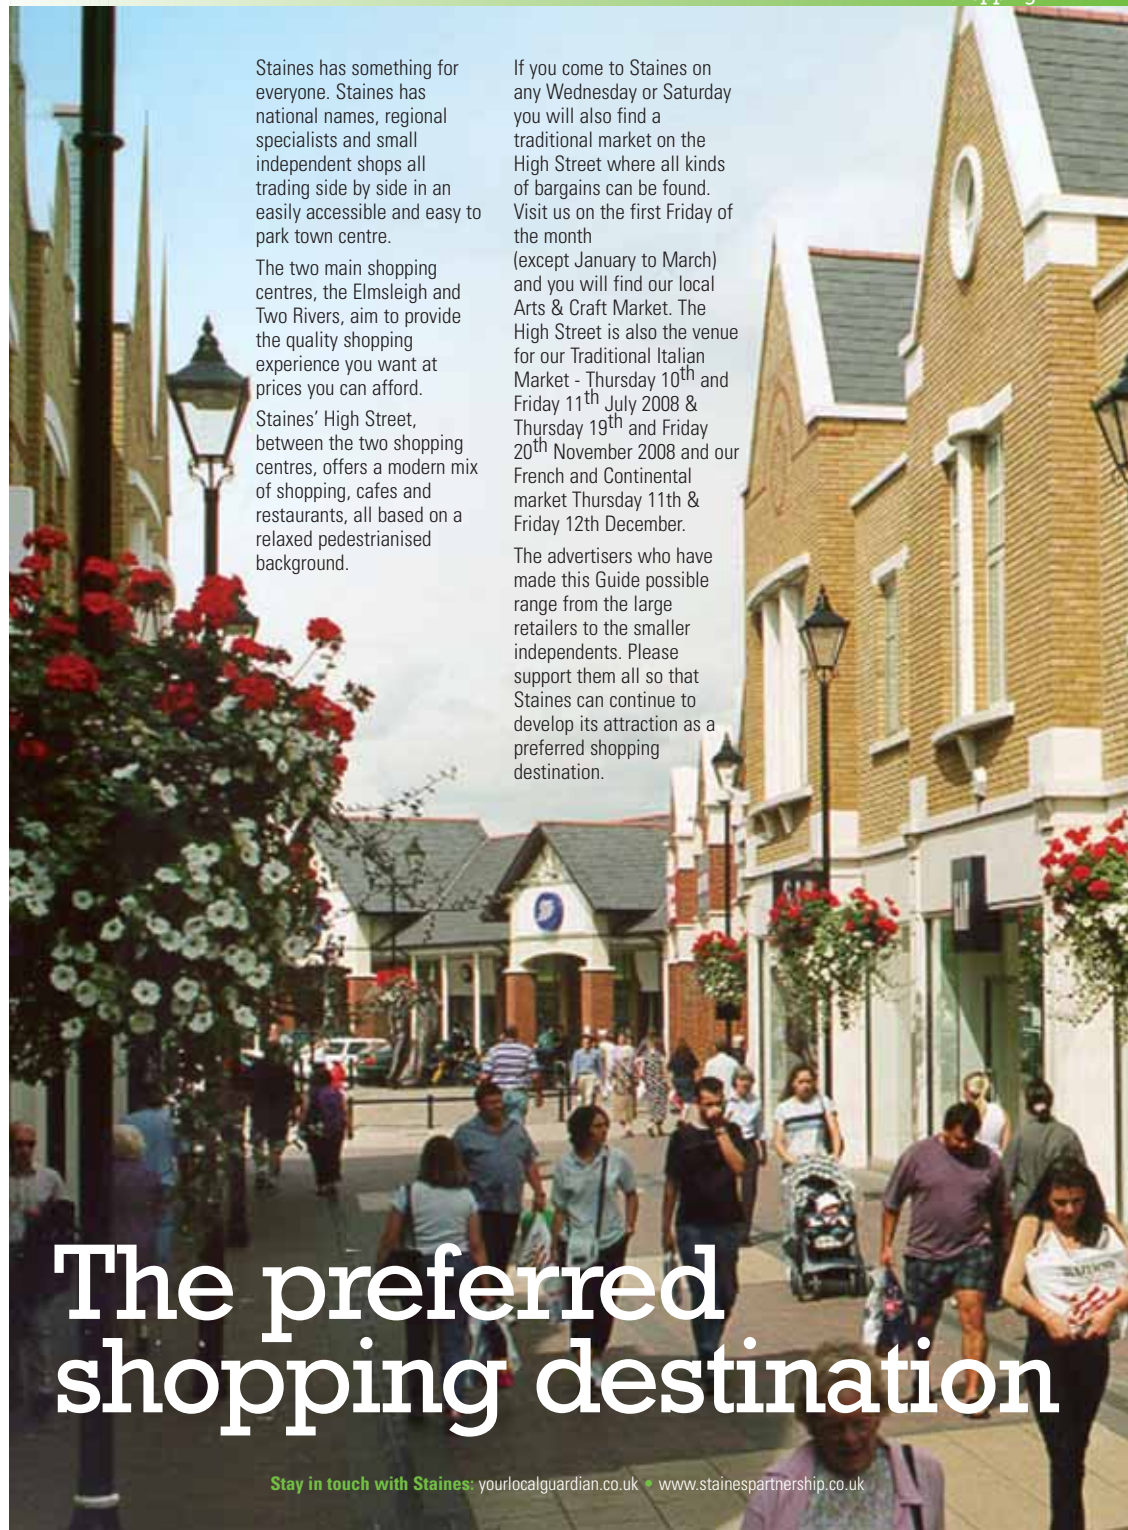 Staines has something for
everyone. Staines has
national names, regional
specialists and small
independent shops all
trading side by side in an
easily accessible and easy to
park town centre.
The two main shopping
centres, the Elmsleigh and
Two Rivers, aim to provide
the quality shopping
experience you want at
prices you can afford.
Staines’ High Street,
between the two shopping
centres, offers a modern mix
of shopping, cafes and
restaurants, all based on a
relaxed pedestrianised
background.
If you come to Staines on
any Wednesday or Saturday
you will also find a
traditional market on the
High Street where all kinds
of bargains can be found.
Visit us on the first Friday of
the month
(except January to March)
and you will find our local
Arts & Craft Market. The
High Street is also the venue
for our Traditional Italian
Market - Thursday 10th and
Friday 11th July 2008 &
Thursday 19th and Friday
20th November 2008 and our
French and Continental
market Thursday 11th &
Friday 12th December.
The advertisers who have
made this Guide possible
range from the large
retailers to the smaller
independents. Please
support them all so that
Staines can continue to
develop its attraction as a
preferred shopping
destination.
The preferred
shopping destination
Stay in touch with Staines: yourlocalguardian.co.uk • www.stainespartnership.co.uk